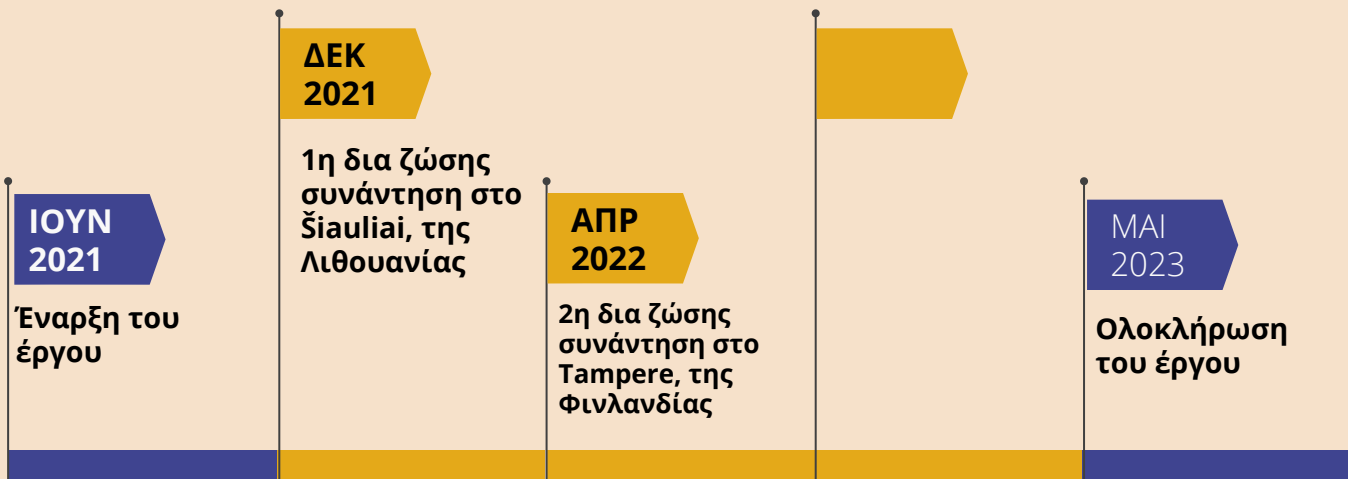 ΙΟΥΝ
2021
Έναρξη του
έργου
ΔΕΚ
2021
1η δια ζώσης
συνάντηση στο
Šiauliai, της
Λιθουανίας
ΑΠΡ
2022
2η δια ζώσης
συνάντηση στο
Tampere, της
Φινλανδίας
ΜΑΙ
2023
Ολοκλήρωση
του έργου